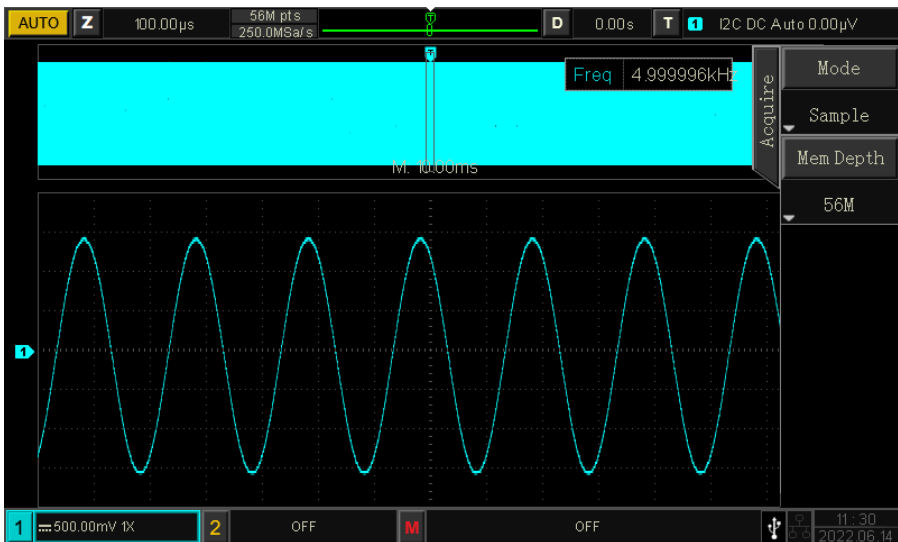 AUTO Z 100.00μs 56M pts D 0.00s T 1 I2C DC Auto 0.00μV
250.0MSa/s
T
T
Freq 4.999996kHz
Acquire
Mode
Sample
Mem Depth
56M
M: 10.00ms
1
1 500.00mV 1X 2 OFF M OFF 11:30
2022.06.14